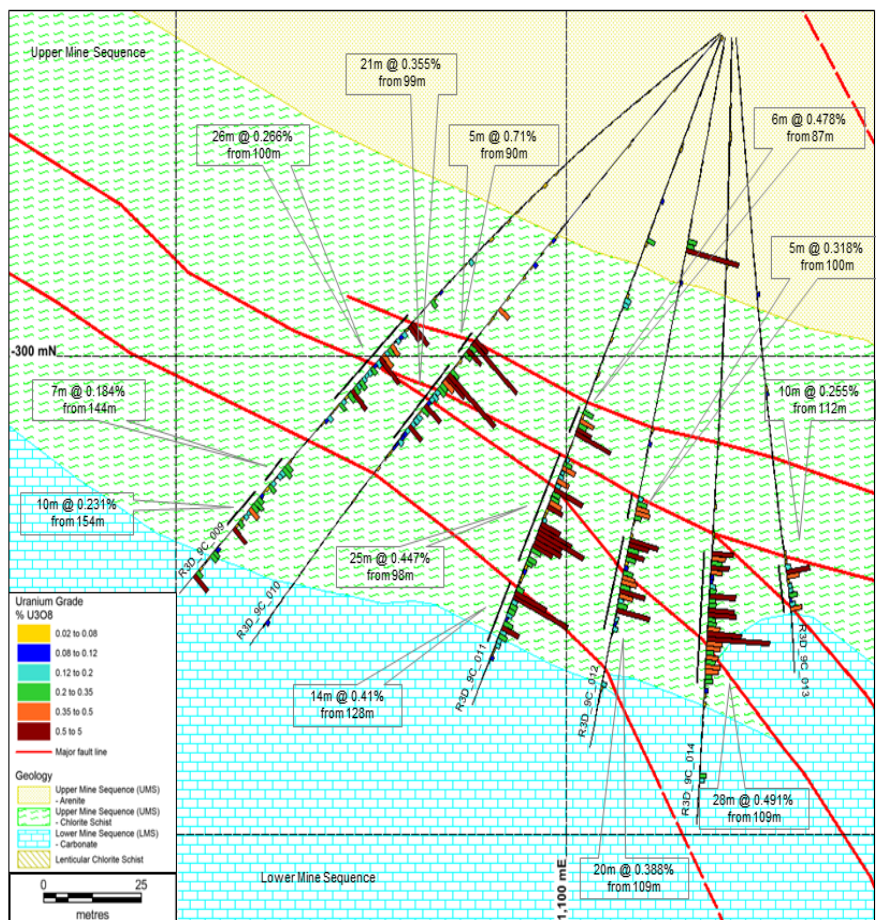 Upper Mine Sequence
21m @ 0.355%
from 99m
26m @ 0.266%
from 100m
5m @ 0.71%
from 90m
6m @ 0.478%
from 87m
5m @ 0.318%
from 100m
-300 mN
7m @ 0.184%
from 144m
10m @ 0.255%
from 112m
10m @ 0.231%
from 154m
R3D_9C_009
R3D_9C_010
25m @ 0.447%
from 98m
R3D_9C_011
R3D_9C_012
R3D_9C_013
R3D_9C_014
14m @ 0.41%
from 128m
28m @ 0.491%
from 109m
20m @ 0.388%
from 109m
1,100 mE
Lower Mine Sequence
Uranium Grade
% U3O8
0.02 to 0.08
0.08 to 0.12
0.12 to 0.2
0.2 to 0.35
0.35 to 0.5
0.5 to 5
Major fault line
Geology
Upper Mine Sequence (UMS)
- Arenite
Upper Mine Sequence (UMS)
- Chlorite Schist
Lower Mine Sequence (LMS)
- Carbonate
Lenticular Chlorite Schist
0 25
metres